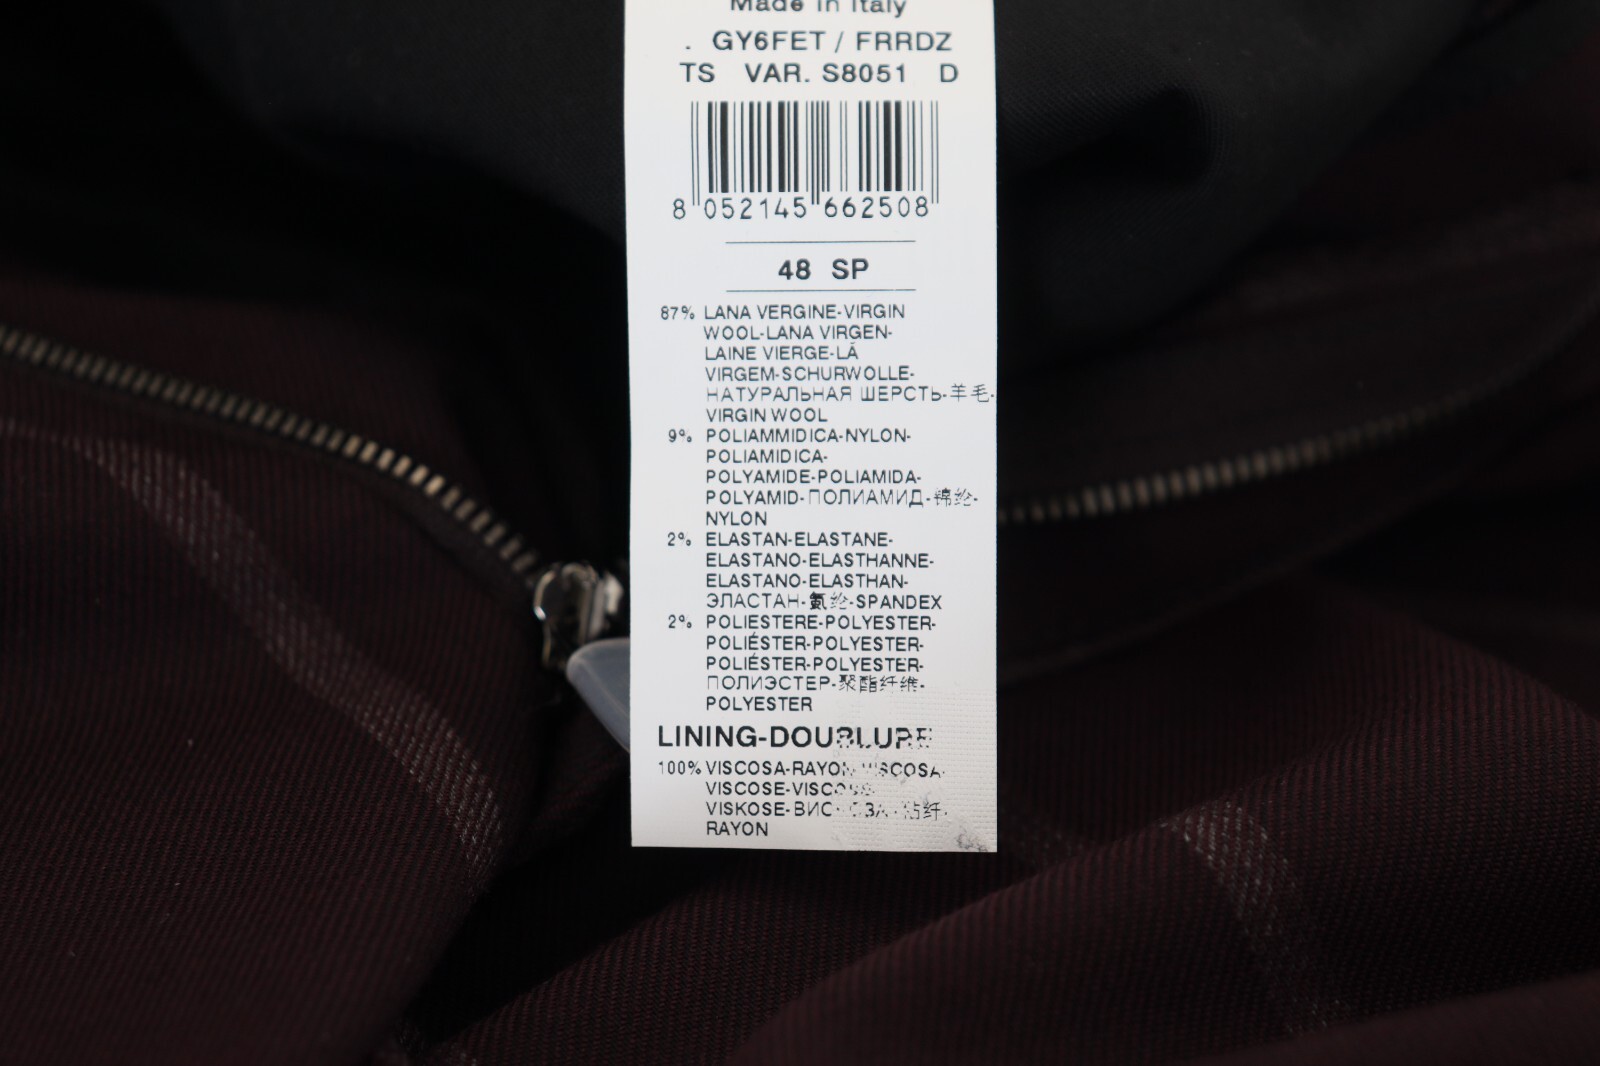 Made in Italy
. GY6FET / FRRDZ
TS VAR. S8051 D
8 052145 662508
48 SP
87% LANA VERGINE-VIRGIN
WOOL-LANA VIRGEN-
LAINE VIERGE-LÃ
VIRGEM-SCHURWOLLE-
НАТУРАЛЬНАЯ ШЕРСТЬ-羊毛-
VIRGIN WOOL
9% POLIAMMIDICA-NYLON-
POLIAMIDICA-
POLYAMIDE-POLIAMIDA-
POLYAMID-ПОЛИАМИД-锦纶-
NYLON
2% ELASTAN-ELASTANE-
ELASTANO-ELASTHANNE-
ELASTANO-ELASTHAN-
ЭЛАСТАН-氨纶-SPANDEX
2% POLIESTERE-POLYESTER-
POLIÉSTER-POLYESTER-
POLIÉSTER-POLYESTER-
ПОЛИЭСТЕР-聚酯纤维-
POLYESTER
LINING-DOUBLURE
100% VISCOSA-RAYON-VISCOSA-
VISCOSE-VISCOSE-
VISKOSE-
RAYON